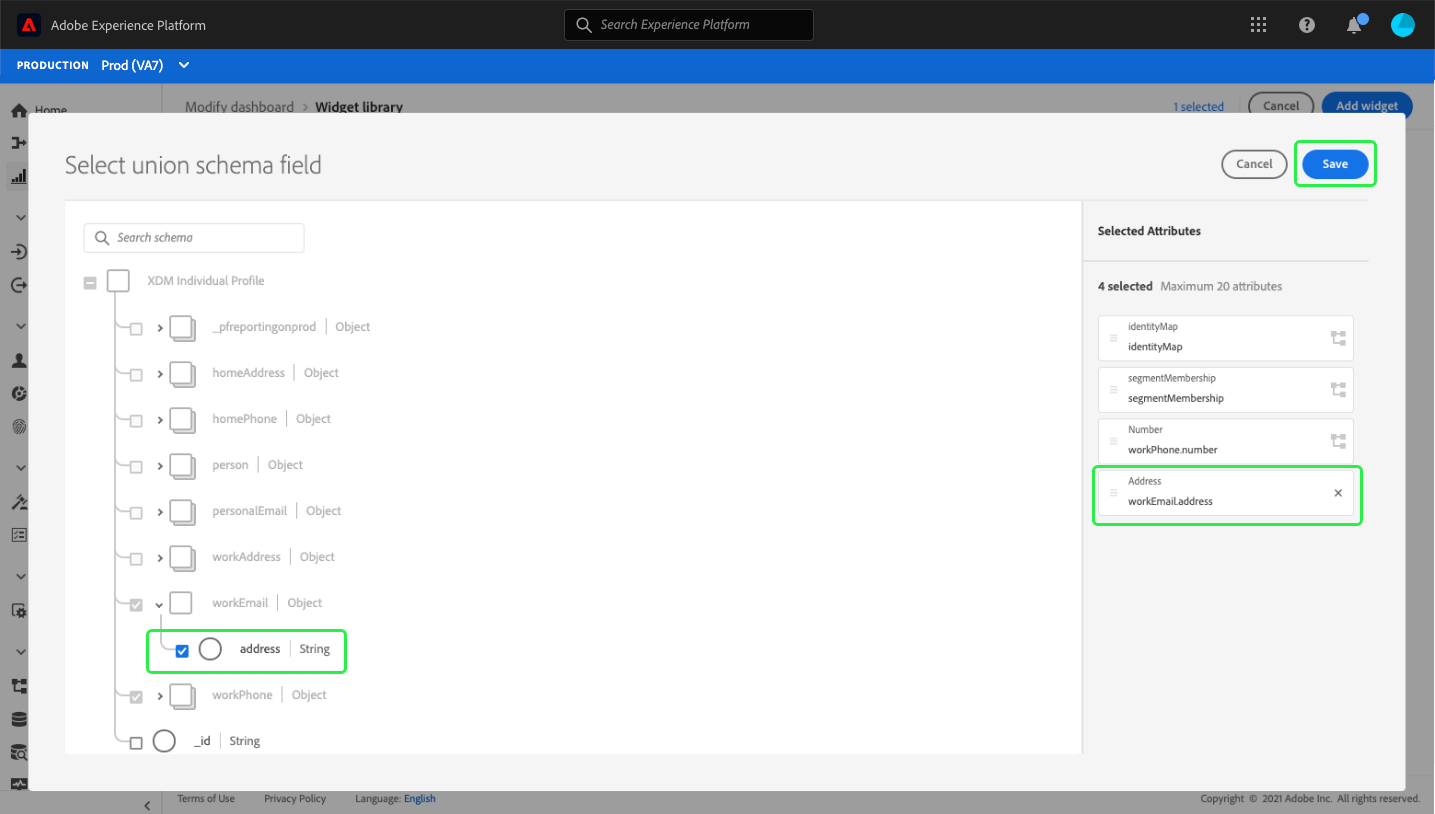 Adobe Experience Platform
Search Experience Platform
PRODUCTION Prod (VA7)
Home
Modify dashboard > Widget library
1 selected
Cancel
Add widget
Select union schema field
Cancel
Save
Search schema
XDM Individual Profile
_pfreportingonprod | Object
homeAddress | Object
homePhone | Object
person | Object
personalEmail | Object
workAddress | Object
workEmail | Object
address | String
workPhone | Object
_id | String
Selected Attributes
4 selected Maximum 20 attributes
identityMap
identityMap
segmentMembership
segmentMembership
Number
workPhone.number
Address
workEmail.address
Terms of Use Privacy Policy Language: English
Copyright © 2021 Adobe Inc. All rights reserved.